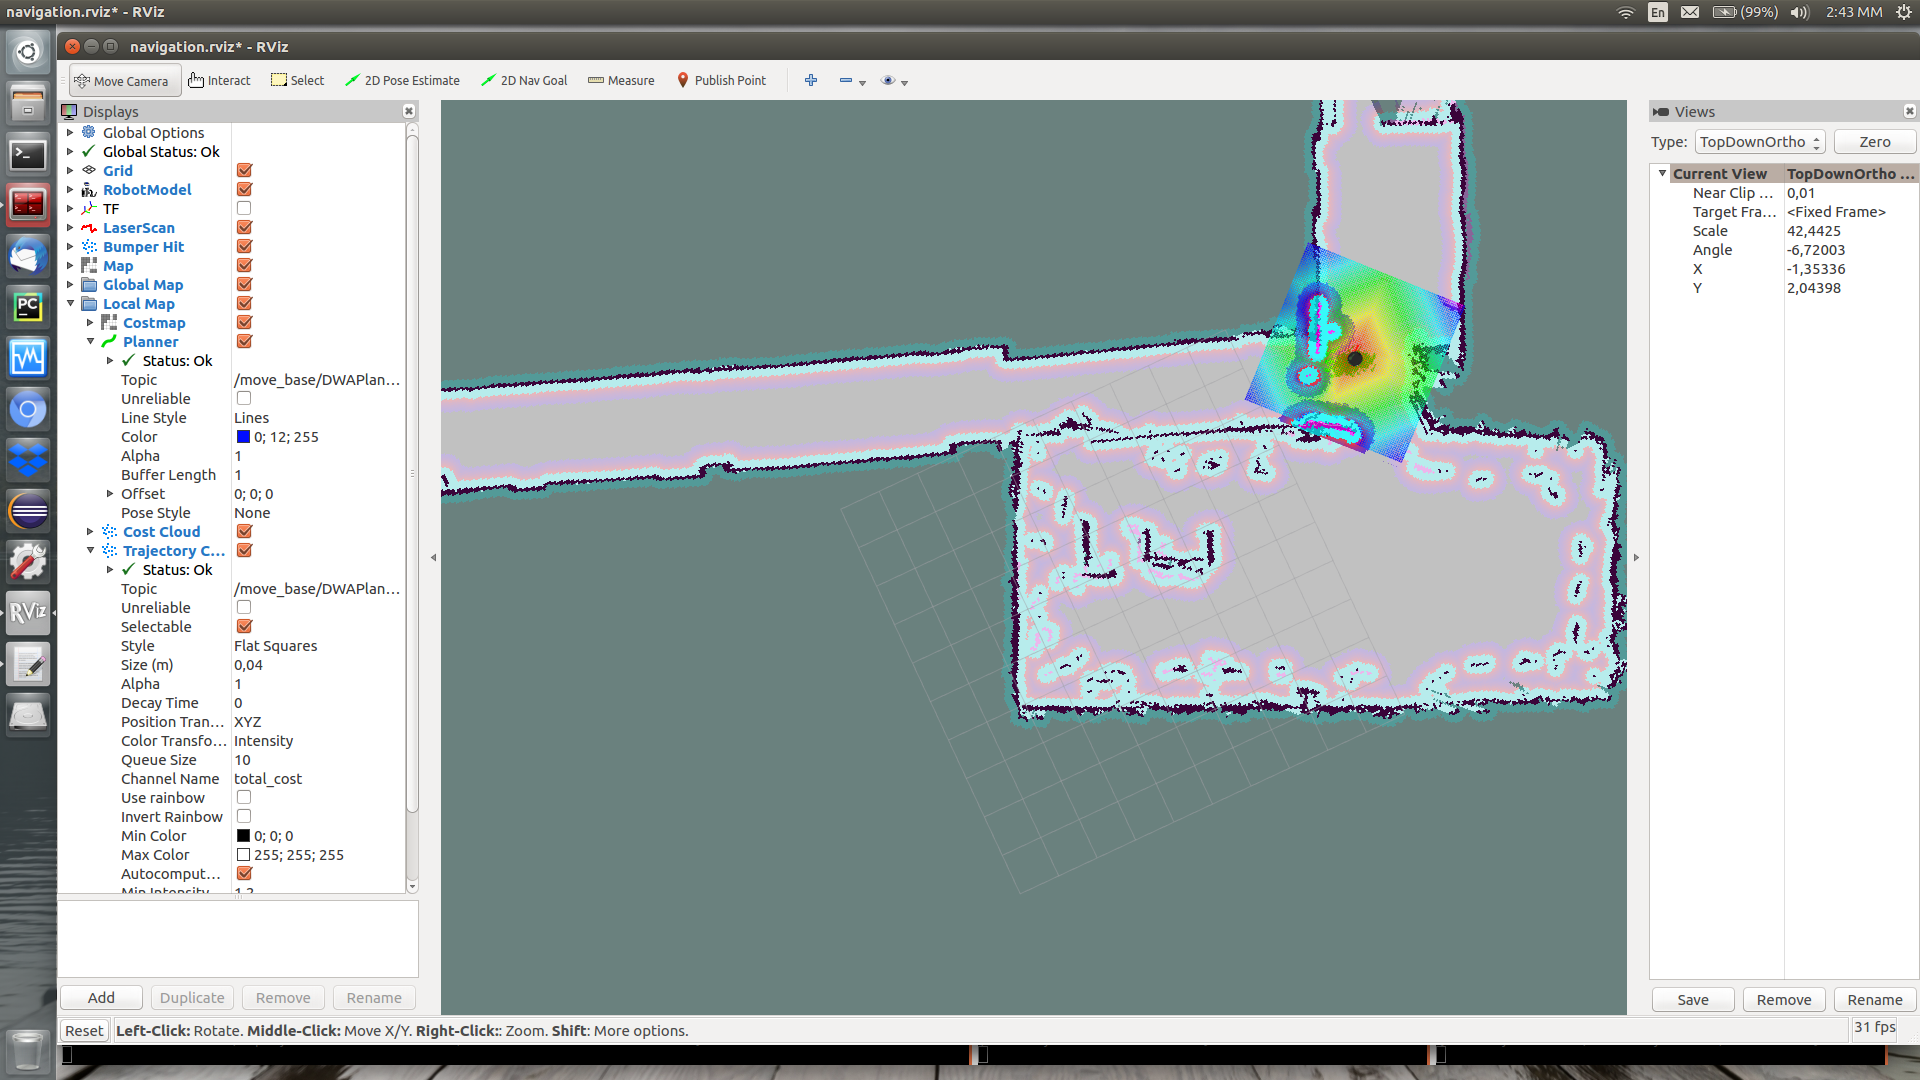 navigation.rviz* - RViz
En
(99%)
2:43 MM
navigation.rviz* - RViz
Move Camera
Interact
Select
2D Pose Estimate
2D Nav Goal
Measure
Publish Point
Displays
Global Options
Global Status: Ok
Grid
RobotModel
TF
LaserScan
Bumper Hit
Map
Global Map
Local Map
Costmap
Planner
Status: Ok
Topic /move_base/DWAPlan...
Unreliable
Line Style Lines
Color 0; 12; 255
Alpha 1
Buffer Length 1
Offset 0; 0; 0
Pose Style None
Cost Cloud
Trajectory C...
Status: Ok
Topic /move_base/DWAPlan...
Unreliable
Selectable
Style Flat Squares
Size (m) 0,04
Alpha 1
Decay Time 0
Position Tran... XYZ
Color Transfo... Intensity
Queue Size 10
Channel Name total_cost
Use rainbow
Invert Rainbow
Min Color 0; 0; 0
Max Color 255; 255; 255
Autocomput...
Min Intensity 1,2
Add
Duplicate
Remove
Rename
Views
Type: TopDownOrtho
Zero
Current View TopDownOrtho ...
Near Clip ... 0,01
Target Fra... <Fixed Frame>
Scale 42,4425
Angle -6,72003
X -1,35336
Y 2,04398
Save
Remove
Rename
Reset
Left-Click: Rotate. Middle-Click: Move X/Y. Right-Click:: Zoom. Shift: More options.
31 fps
PC
RViz